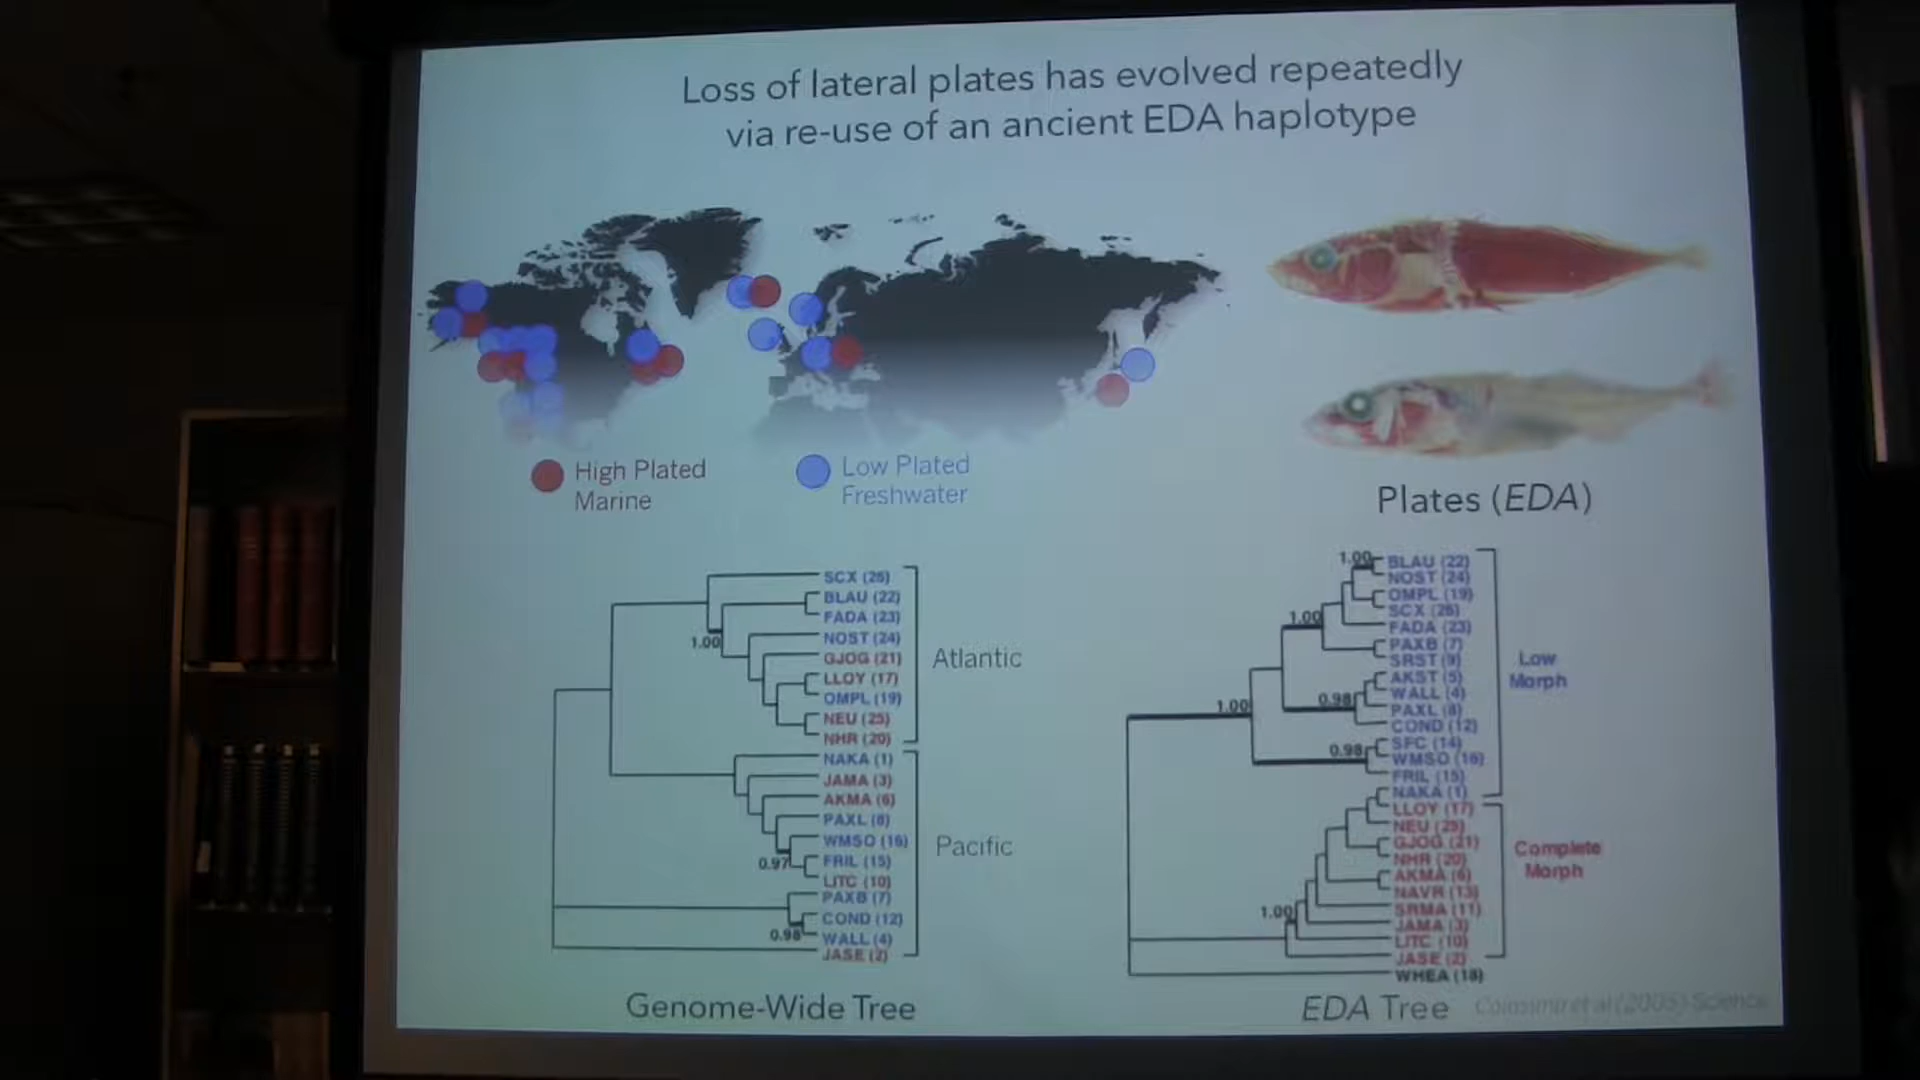 Loss of lateral plates has evolved repeatedly
via re-use of an ancient EDA haplotype
High Plated
Marine
Low Plated
Freshwater
Plates (EDA)
SCX (26)
BLAU (22)
FADA (23)
1.00
NOST (24)
GJOG (21)
LLOY (17)
OMPL (19)
NEU (25)
NHR (20)
Atlantic
NAKA (1)
JAMA (3)
AKMA (6)
PAXL (8)
WMSO (16)
0.97
FRIL (15)
LITC (10)
PAXB (7)
COND (12)
0.98
WALL (4)
JASE (2)
Pacific
Genome-Wide Tree
1.00
BLAU (22)
NOST (24)
OMPL (19)
SCX (26)
1.00
FADA (23)
PAXB (7)
SRST (9)
AKST (5)
0.98
WALL (4)
PAXL (8)
1.00
COND (12)
SFC (14)
0.98
WMSO (16)
FRIL (15)
NAKA (1)
Low
Morph
LLOY (17)
NEU (25)
GJOG (21)
NHR (20)
AKMA (6)
NAVR (13)
SRMA (11)
1.00
JAMA (3)
LITC (10)
JASE (2)
WHEA (18)
Complete
Morph
EDA Tree
Colosimo et al (2005) Science